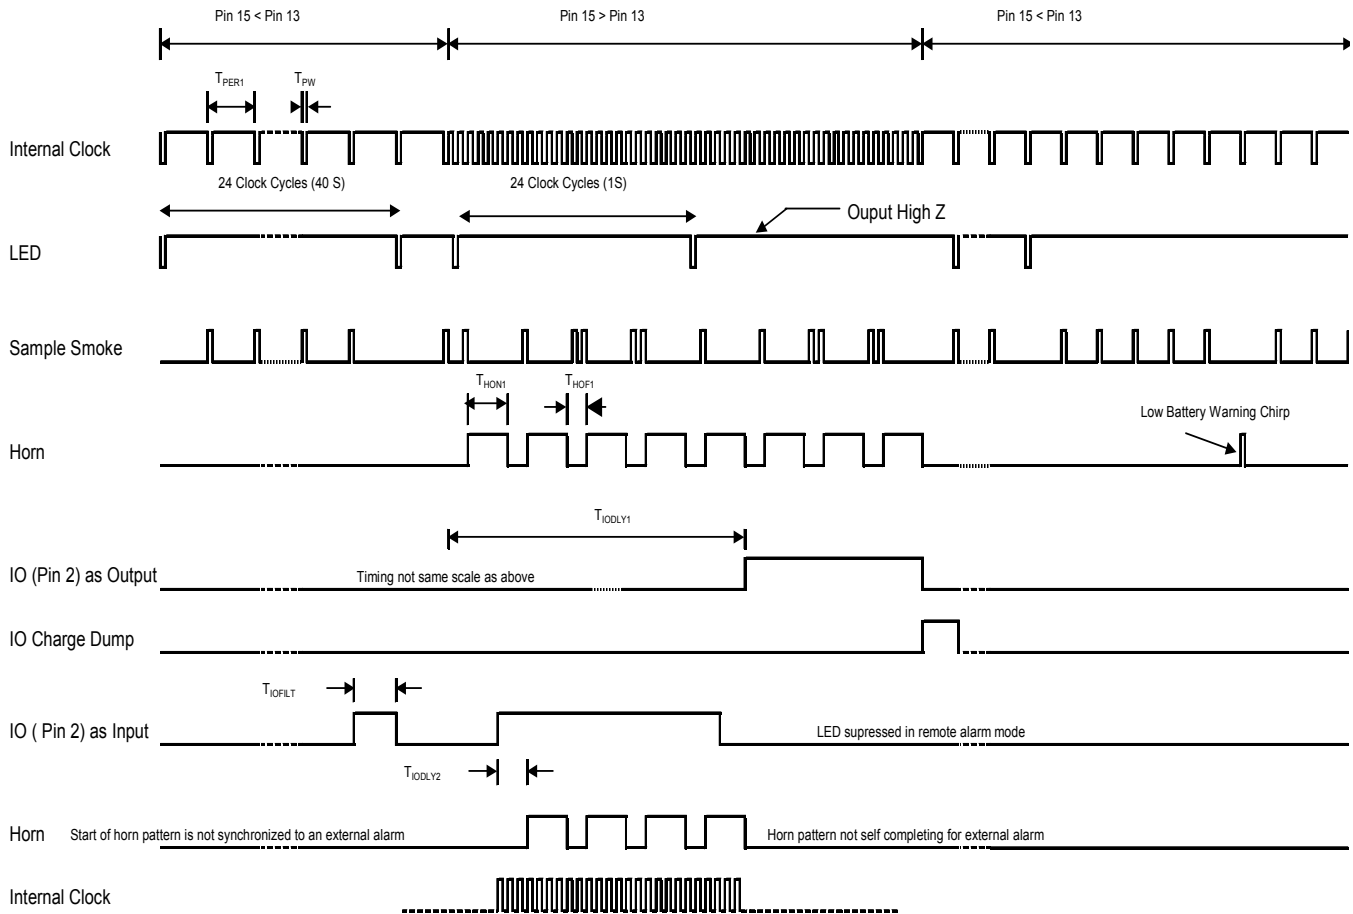 Pin 15 < Pin 13
Pin 15 > Pin 13
Pin 15 < Pin 13
TPER1
TPW
Internal Clock
24 Clock Cycles (40 S)
24 Clock Cycles (1S)
Ouput High Z
LED
Sample Smoke
THON1
THOF1
Low Battery Warning Chirp
Horn
TIODLY1
IO (Pin 2) as Output
Timing not same scale as above
IO Charge Dump
TIOFILT
IO ( Pin 2) as Input
LED supressed in remote alarm mode
TIODLY2
Horn
Start of horn pattern is not synchronized to an external alarm
Horn pattern not self completing for external alarm
Internal Clock